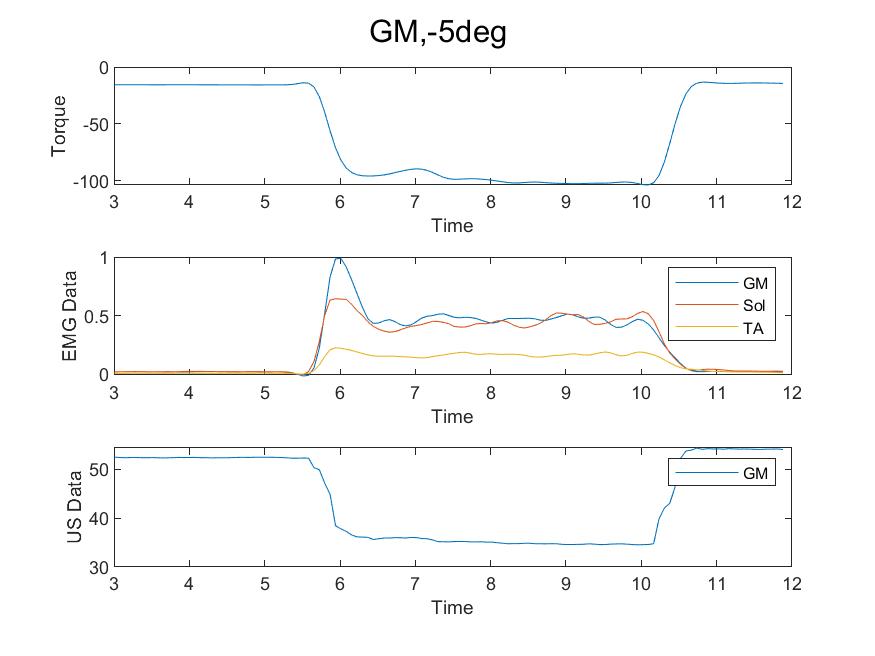 GM,-5deg
0
-50
-100
Torque
3 4 5 6 7 8 9 10 11 12
Time
1
0.5
0
EMG Data
GM
Sol
TA
3 4 5 6 7 8 9 10 11 12
Time
50
40
30
US Data
GM
3 4 5 6 7 8 9 10 11 12
Time